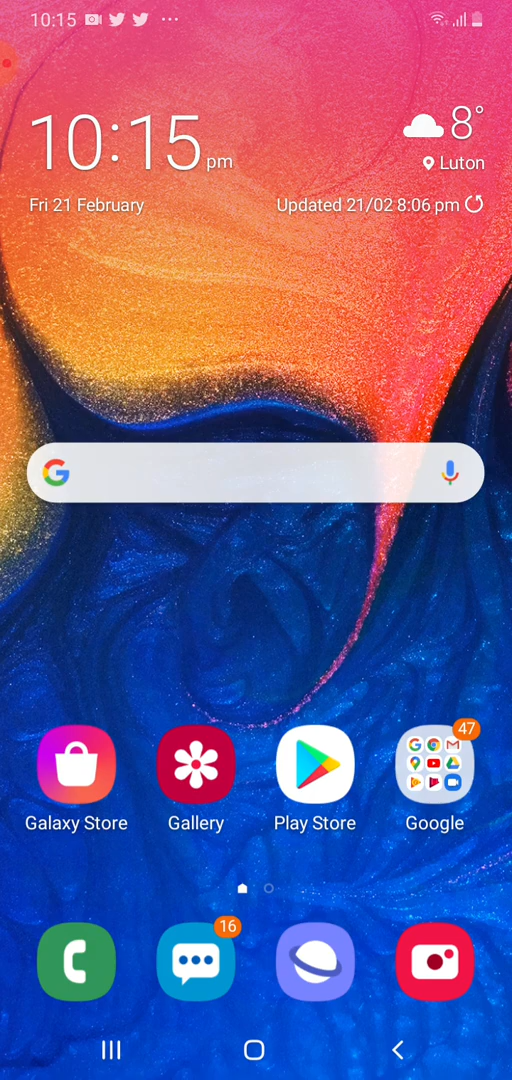 10:15
10:15 pm
8°
Luton
Fri 21 February
Updated 21/02 8:06 pm
47
Galaxy Store
Gallery
Play Store
Google
16